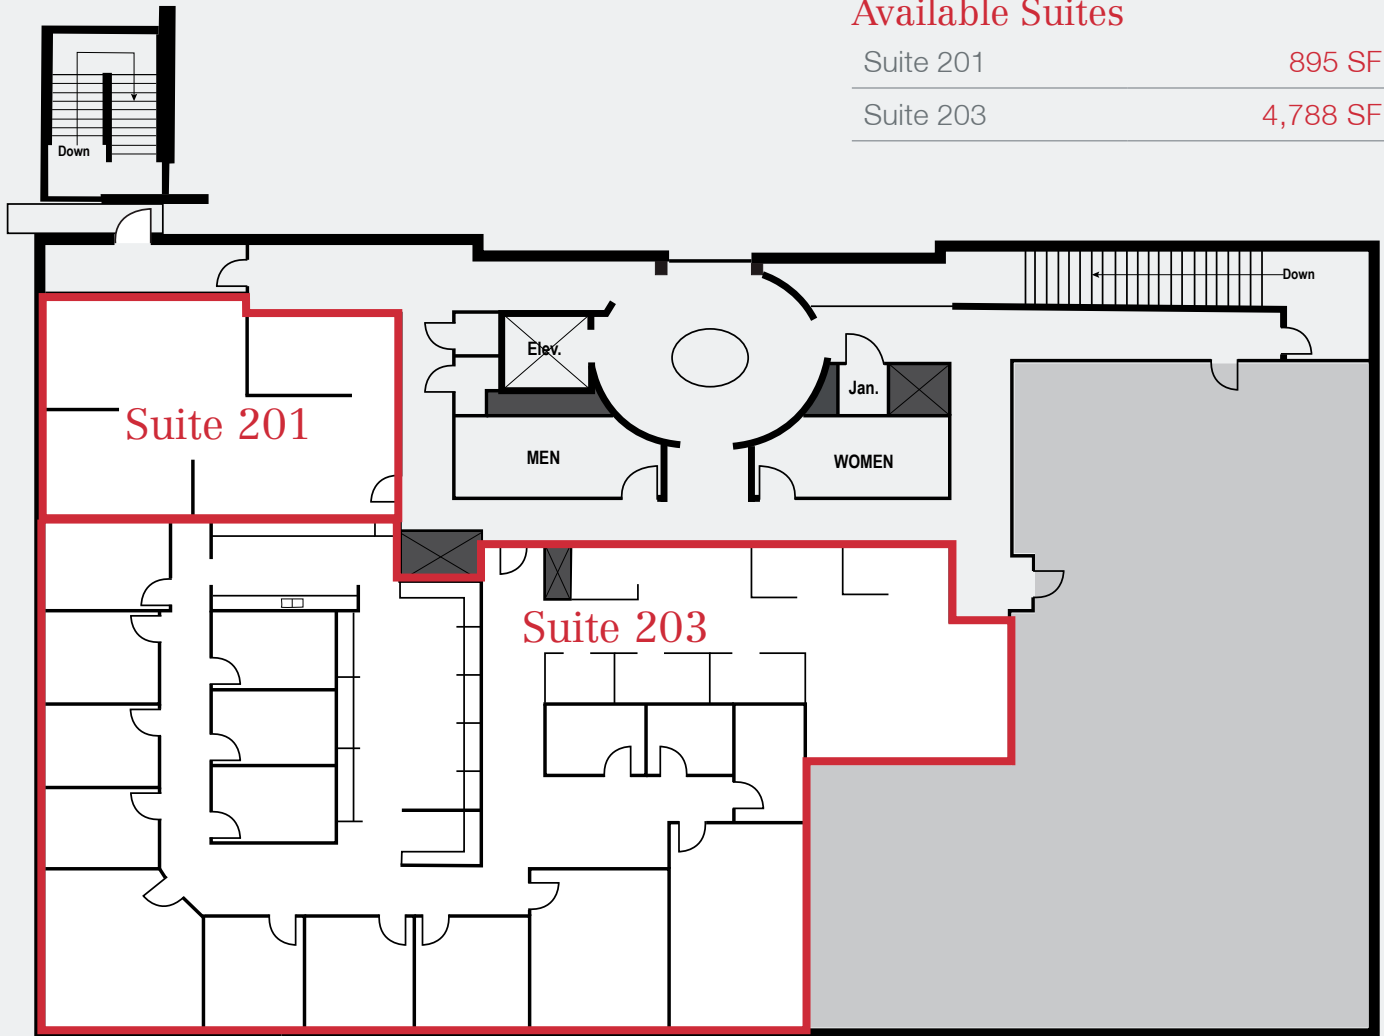 Available Suites
Suite 201 895 SF
Suite 203 4,788 SF
Down
Down
Elev.
Jan.
Suite 201
MEN
WOMEN
Suite 203